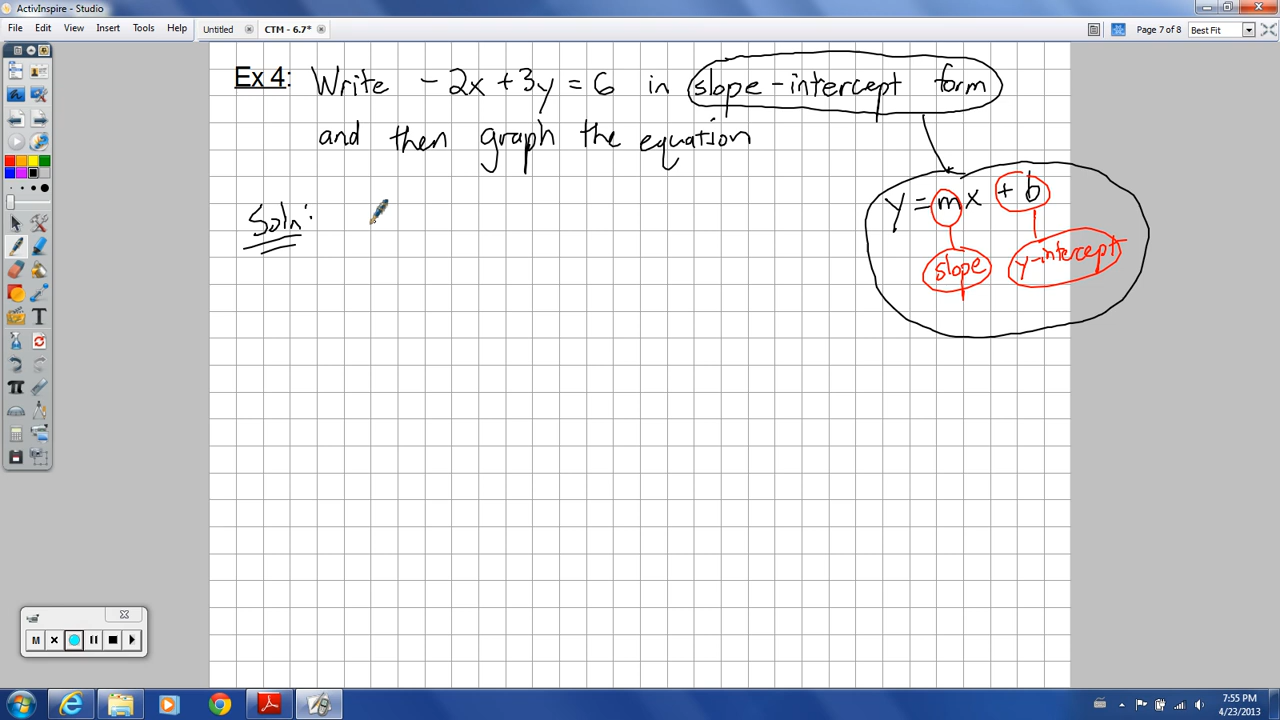 ActivInspire - Studio
File Edit View Insert Tools Help Untitled CTM - 6.7* Page 7 of 8 Best Fit
Ex 4: Write -2x + 3y = 6 in slope-intercept form
and then graph the equation
y = mx + b
Soln:
slope y-intercept
M
7:55 PM
4/23/2013